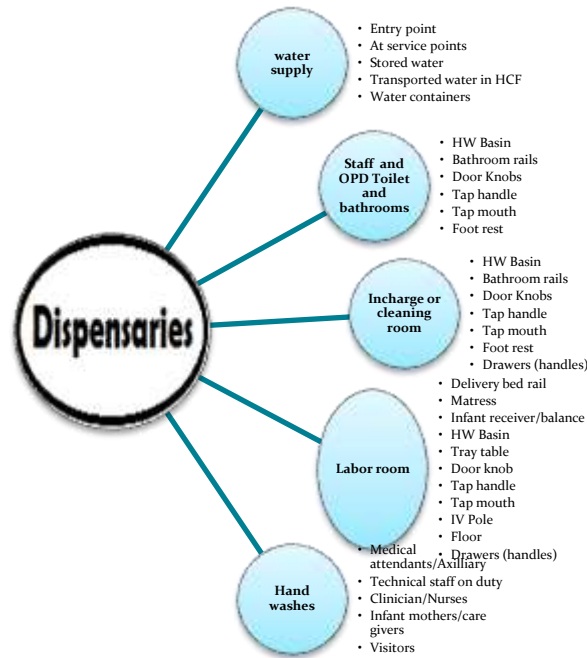 Dispensaries
water
supply
• Entry point
• At service points
• Stored water
• Transported water in HCF
• Water containers
Staff and
OPD Toilet
and
bathrooms
• HW Basin
• Bathroom rails
• Door Knobs
• Tap handle
• Tap mouth
• Foot rest
Incharge or
cleaning
room
• HW Basin
• Bathroom rails
• Door Knobs
• Tap handle
• Tap mouth
• Foot rest
• Drawers (handles)
Labor room
• Delivery bed rail
• Matress
• Infant receiver/balance
• HW Basin
• Tray table
• Door knob
• Tap handle
• Tap mouth
• IV Pole
• Floor
• Drawers (handles)
Hand
washes
• Medical
attendants/Axilliary
• Technical staff on duty
• Clinician/Nurses
• Infant mothers/care
givers
• Visitors